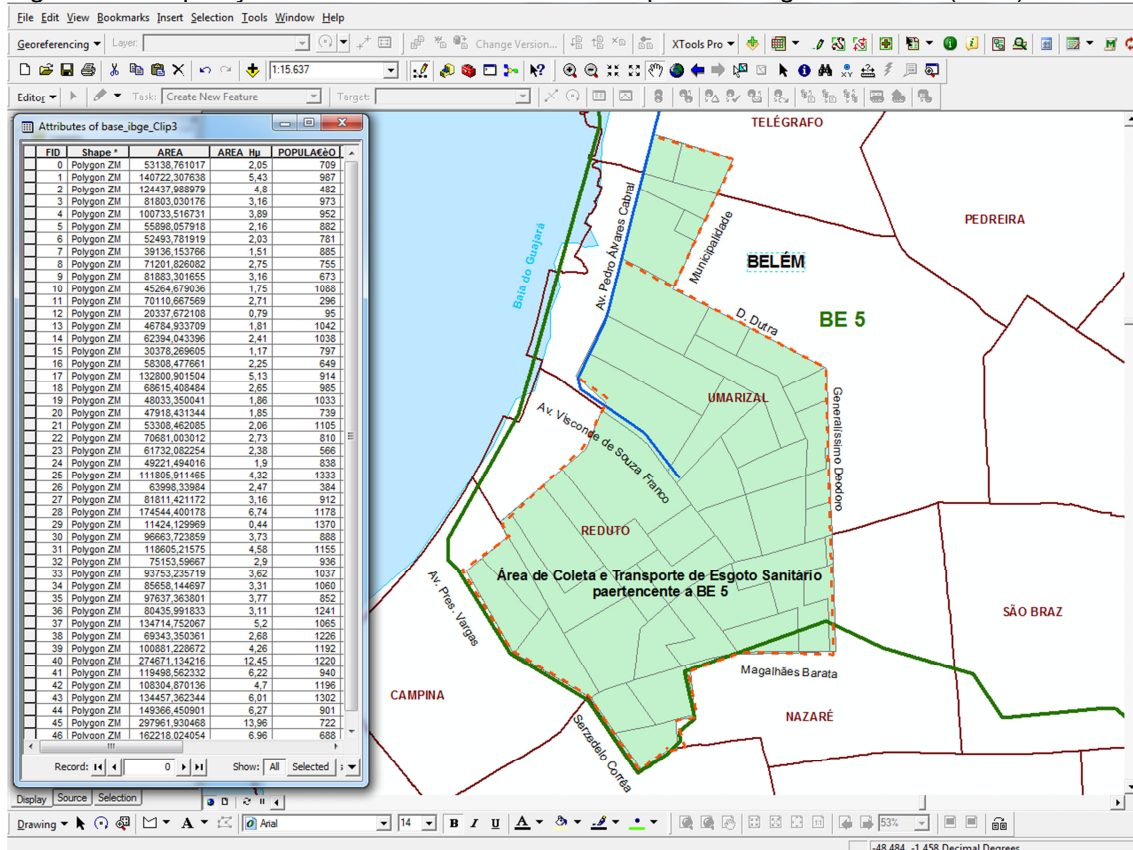 File Edit View Bookmarks Insert Selection Tools Window Help
Georeferencing Layer: Change Version... XTools Pro
1:15.637
Editor Task: Create New Feature Target:
Attributes of base_ibge_Clip3
FID Shape * AREA AREA_Hµ POPULA€èO
0 Polygon ZM 53138,761017 2,05 709
1 Polygon ZM 140722,307638 5,43 987
2 Polygon ZM 124437,988979 4,8 482
3 Polygon ZM 81803,030176 3,16 973
4 Polygon ZM 100733,516731 3,89 952
5 Polygon ZM 55898,057918 2,16 882
6 Polygon ZM 52493,781919 2,03 781
7 Polygon ZM 39136,153766 1,51 885
8 Polygon ZM 71201,826082 2,75 755
9 Polygon ZM 81883,301655 3,16 673
10 Polygon ZM 45264,679036 1,75 1088
11 Polygon ZM 70110,667569 2,71 296
12 Polygon ZM 20337,672108 0,79 95
13 Polygon ZM 46784,933709 1,81 1042
14 Polygon ZM 62394,043396 2,41 1038
15 Polygon ZM 30378,269605 1,17 797
16 Polygon ZM 58308,477661 2,25 649
17 Polygon ZM 132800,901504 5,13 914
18 Polygon ZM 68615,408484 2,65 985
19 Polygon ZM 48033,350041 1,86 1033
20 Polygon ZM 47918,431344 1,85 739
21 Polygon ZM 53308,462085 2,06 1105
22 Polygon ZM 70681,003012 2,73 810
23 Polygon ZM 61732,082254 2,38 566
24 Polygon ZM 49221,494016 1,9 838
25 Polygon ZM 111805,911465 4,32 1333
26 Polygon ZM 63998,33984 2,47 384
27 Polygon ZM 81811,421172 3,16 912
28 Polygon ZM 174544,400178 6,74 1178
29 Polygon ZM 11424,129969 0,44 1370
30 Polygon ZM 96663,723859 3,73 888
31 Polygon ZM 118605,21575 4,58 1155
32 Polygon ZM 75153,59667 2,9 936
33 Polygon ZM 93753,235719 3,62 1037
34 Polygon ZM 85658,144697 3,31 1060
35 Polygon ZM 97637,363801 3,77 852
36 Polygon ZM 80435,991833 3,11 1241
37 Polygon ZM 134714,752067 5,2 1065
38 Polygon ZM 69343,350361 2,68 1226
39 Polygon ZM 100881,228672 4,26 1192
40 Polygon ZM 274671,134216 12,45 1220
41 Polygon ZM 119498,562332 6,22 940
42 Polygon ZM 108304,870136 4,7 1196
43 Polygon ZM 134457,362344 6,01 1302
44 Polygon ZM 149366,450901 6,27 901
45 Polygon ZM 297961,930468 13,96 722
46 Polygon ZM 162218,024054 6,96 688
Record: 0 Show: All Selected
TELÉGRAFO
PEDREIRA
Av. Pedro Álvares Cabral
Municipalidade
Baia do Guajará
BELÉM
D. Dutra
BE 5
UMARIZAL
Av. Visconde de Souza Franco
Generalíssimo Deodoro
REDUTO
Área de Coleta e Transporte de Esgoto Sanitário
paertencente a BE 5
Av. Pres. Vargas
SÃO BRAZ
Magalhães Barata
CAMPINA
NAZARÉ
Serzedelo Corrêa
Display Source Selection
Drawing A Arial 14 B I U A 53%
-48,484 -1,458 Decimal Degrees